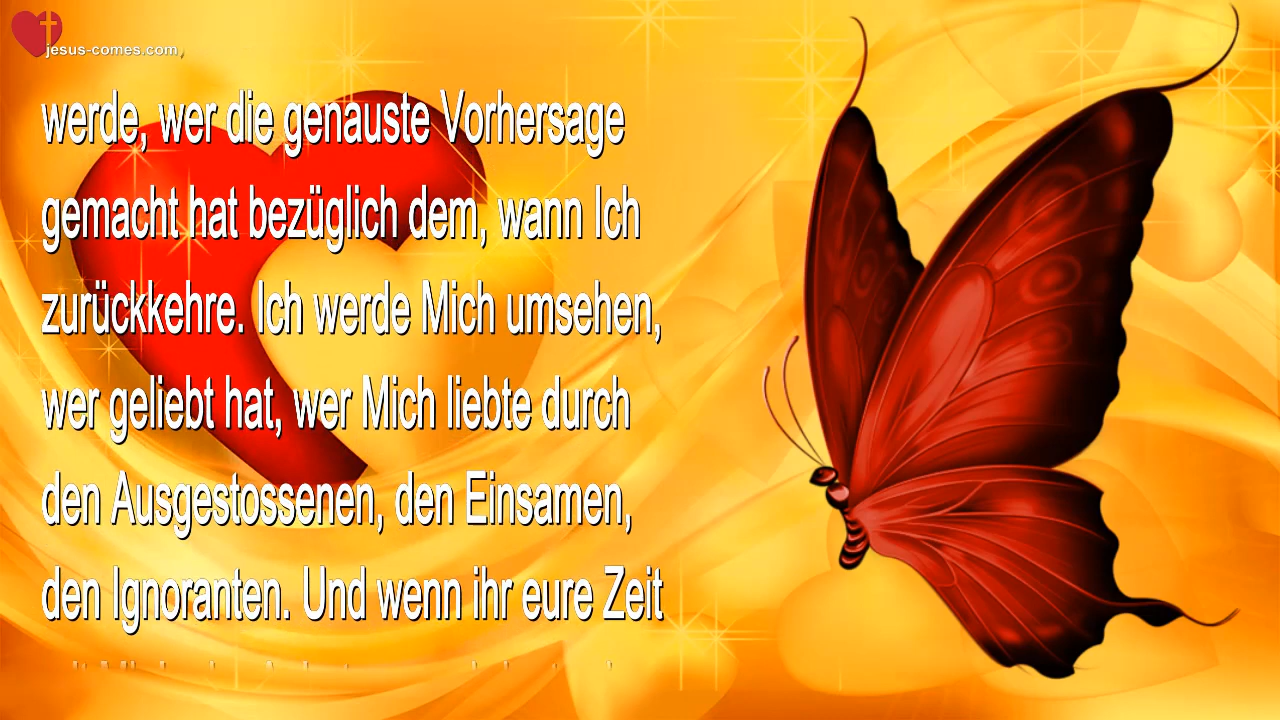 jesus-comes.com
werde, wer die genauste Vorhersage
gemacht hat bezüglich dem, wann Ich
zurückkehre. Ich werde Mich umsehen,
wer geliebt hat, wer Mich liebte durch
den Ausgestossenen, den Einsamen,
den Ignoranten. Und wenn ihr eure Zeit